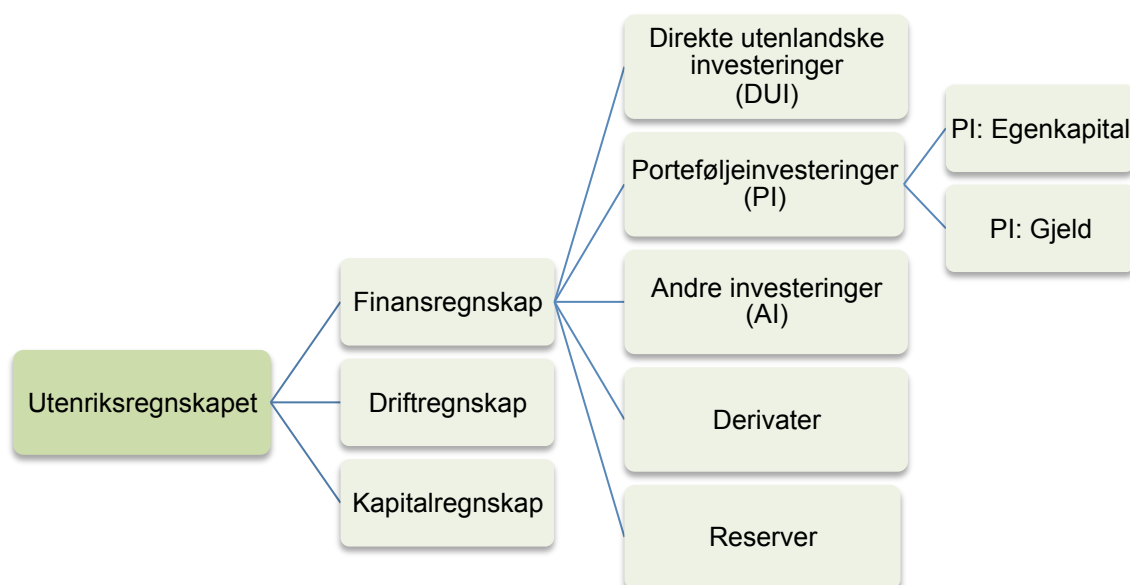 Direkte utenlandske
investeringer
(DUI)
Porteføljeinvesteringer
(PI)
PI: Egenkapital
PI: Gjeld
Finansregnskap
Andre investeringer
(AI)
Utenriksregnskapet
Driftregnskap
Derivater
Kapitalregnskap
Reserver